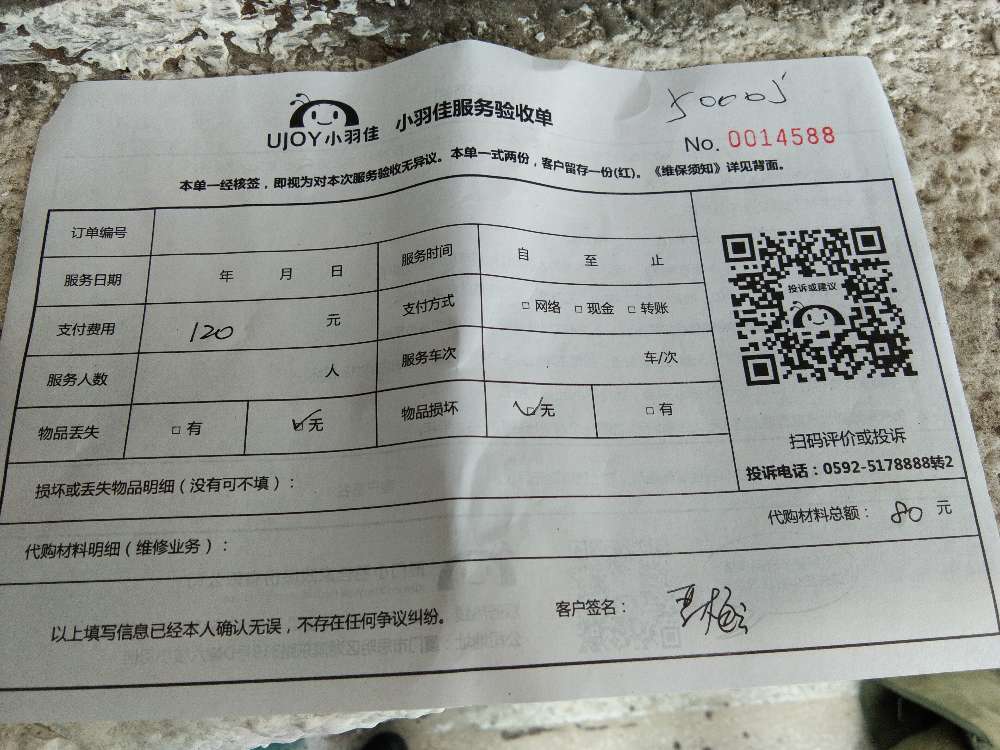 50005
UJOY小羽佳 小羽佳服务验收单
No. 0014588
本单一经核签，即视为对本次服务验收无异议。本单一式两份，客户留存一份(红)。《维保须知》详见背面。
订单编号
服务日期 年 月 日 服务时间 自 至 止
支付费用 120 元 支付方式 □ 网络 □ 现金 □ 转账
服务人数 人 服务车次 车/次
物品丢失 □ 有 ☑ 无 物品损坏 ☑ 无 □ 有
投诉或建议
扫码评价或投诉
投诉电话：0592-5178888转2
损坏或丢失物品明细（没有可不填）：
代购材料明细（维修业务）： 代购材料总额： 80 元
以上填写信息已经本人确认无误，不存在任何争议纠纷。 客户签名：